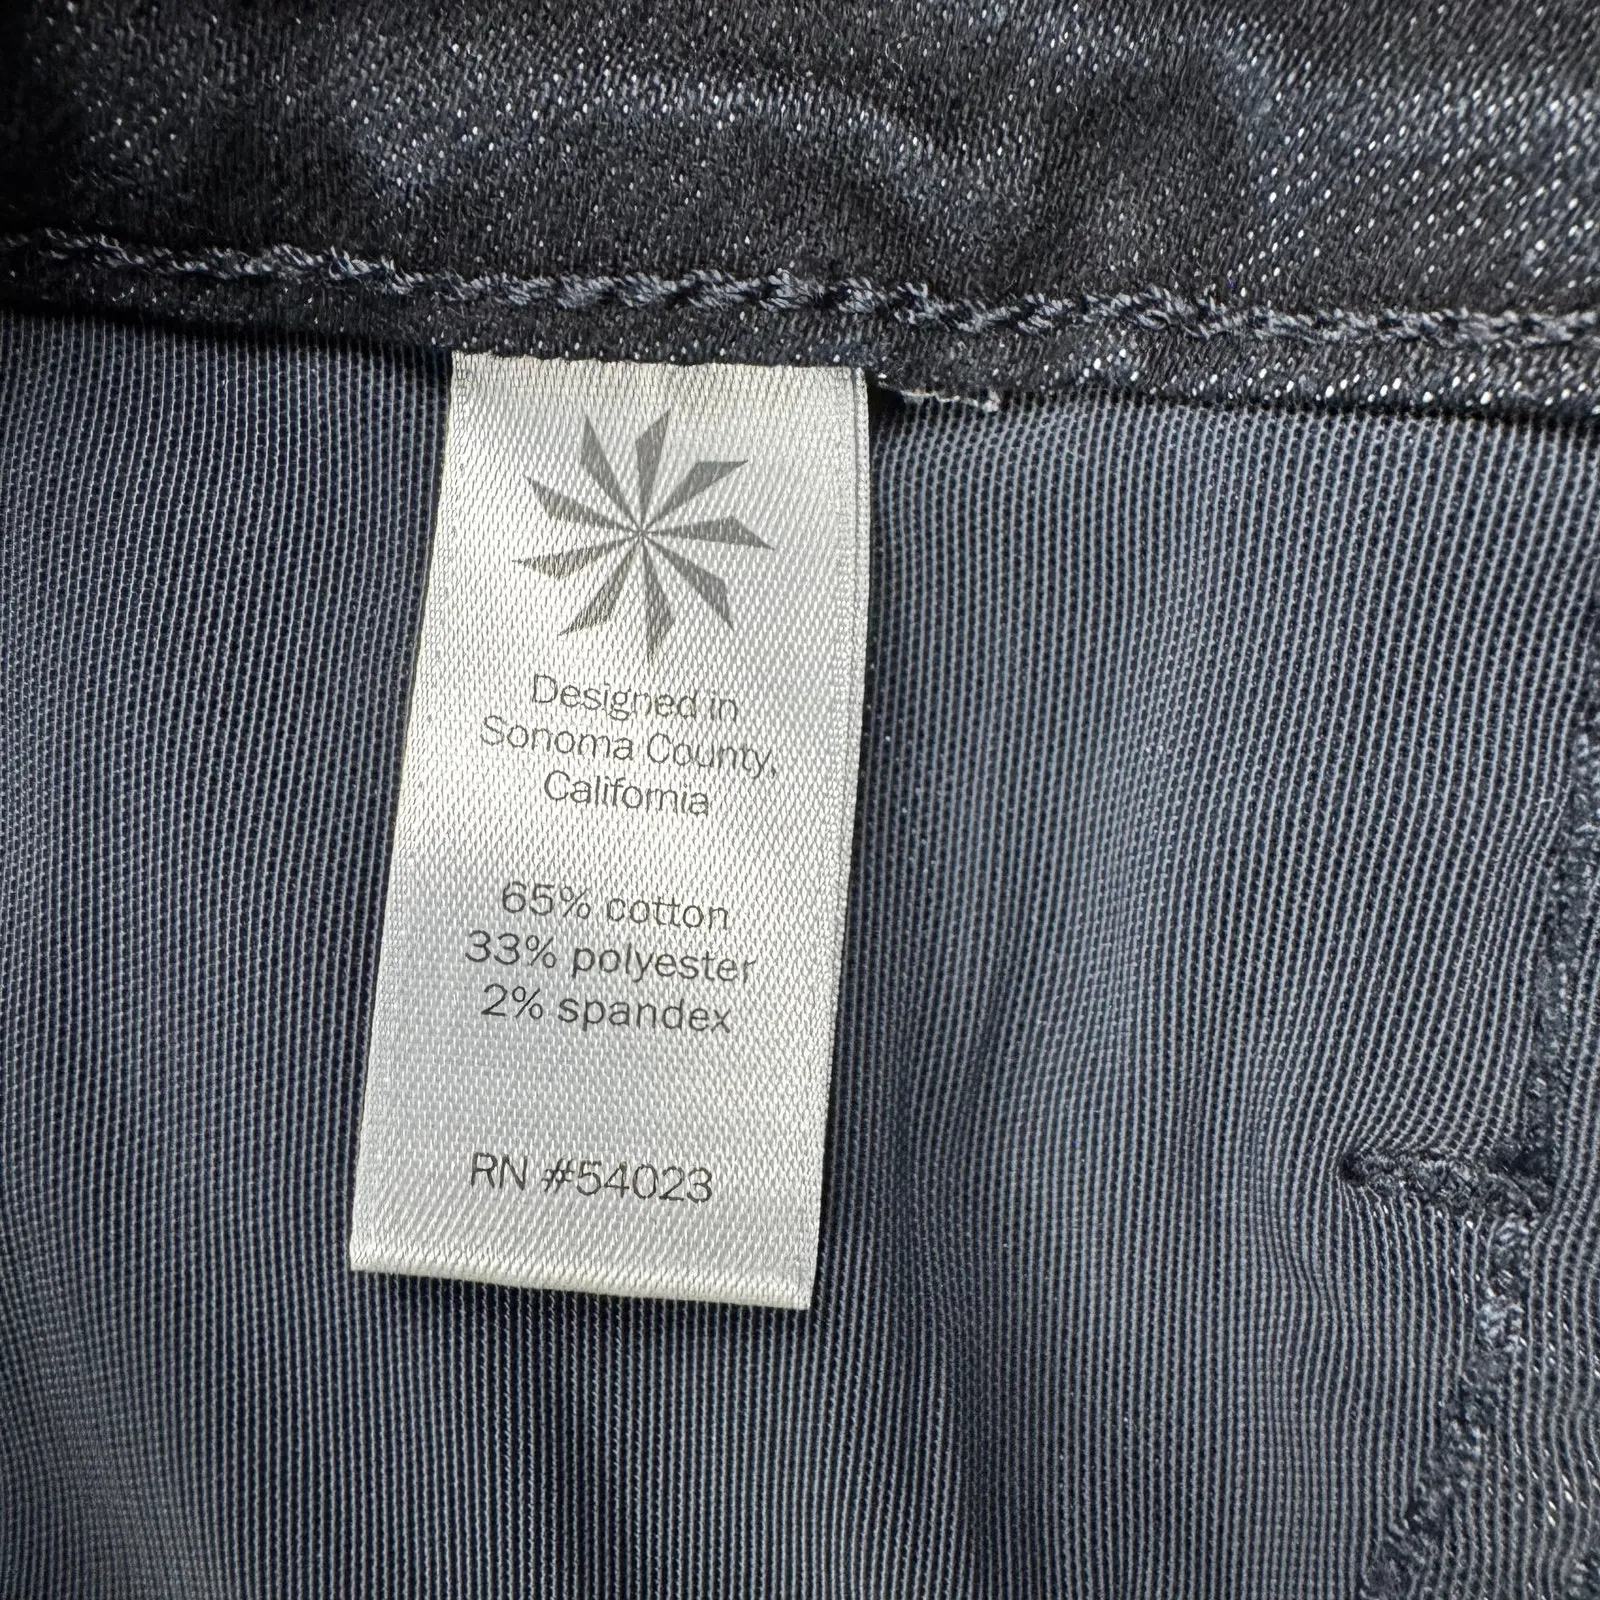 Designed in
Sonoma County,
California
65% cotton
33% polyester
2% spandex
RN #54023